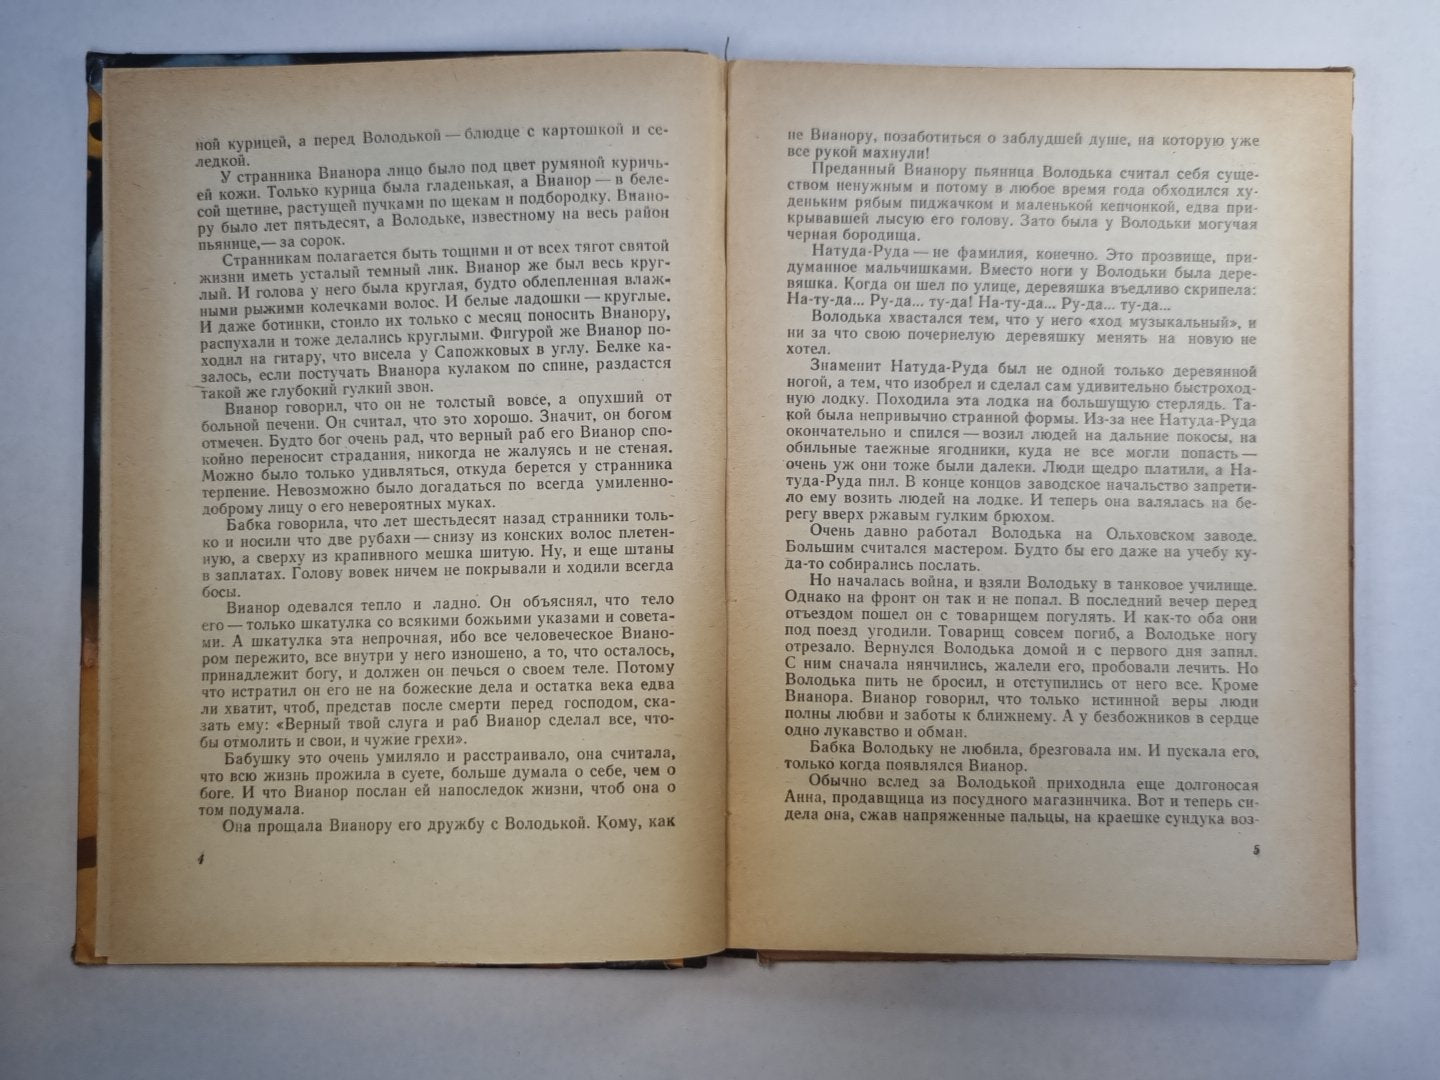 ной курицей, а перед Володькой — блюдце с картошкой и се-
ледкой.
У странника Вианора лицо было под цвет румяной куричь-
ей кожи. Только курица была гладенькая, а Вианор — в беле-
сой щетине, растущей пучками по щекам и подбородку. Виано-
ру было лет пятьдесят, а Володьке, известному на весь район
пьянице,— за сорок.
Странникам полагается быть тощими и от всех тягот святой
жизни иметь усталый темный лик. Вианор же был весь круг-
лый. И голова у него была круглая, будто облепленная влаж-
ными рыжими колечками волос. И белые ладошки — круглые.
И даже ботинки, стоило их только с месяц поносить Вианору,
распухали и тоже делались круглыми. Фигурой же Вианор по-
ходил на гитару, что висела у Сапожковых в углу. Белке ка-
залось, если постучать Вианора кулаком по спине, раздастся
такой же глубокий гулкий звон.
Вианор говорил, что он не толстый вовсе, а опухший от
больной печени. Он считал, что это хорошо. Значит, он богом
отмечен. Будто бог очень рад, что верный раб его Вианор спо-
койно переносит страдания, никогда не жалуясь и не стеная.
Можно было только удивляться, откуда берется у странника
терпение. Невозможно было догадаться по всегда умиленно-
доброму лицу о его невероятных муках.
Бабка говорила, что лет шестьдесят назад странники толь-
ко и носили что две рубахи — снизу из конских волос плетен-
ную, а сверху из крапивного мешка шитую. Ну, и еще штаны
в заплатах. Голову вовек ничем не покрывали и ходили всегда
босы.
Вианор одевался тепло и ладно. Он объяснял, что тело
его — только шкатулка со всякими божьими указами и совета-
ми. А шкатулка эта непрочная, ибо все человеческое Виано-
ром пережито, все внутри у него изношено, а то, что осталось,
принадлежит богу, и должен он печься о своем теле. Потому
что истратил он его не на божеские дела и остатка века едва
ли хватит, чтоб, представ после смерти перед господом, ска-
зать ему: «Верный твой слуга и раб Вианор сделал все, что-
бы отмолить и свои, и чужие грехи».
Бабушку это очень умиляло и расстраивало, она считала,
что всю жизнь прожила в суете, больше думала о себе, чем о
боге. И что Вианор послан ей напоследок жизни, чтоб она о
том подумала.
Она прощала Вианору его дружбу с Володькой. Кому, как
4
не Вианору, позаботиться о заблудшей душе, на которую уже
все рукой махнули!
Преданный Вианору пьяница Володька считал себя суще-
ством ненужным и потому в любое время года обходился ху-
деньким рябым пиджачком и маленькой кепчонкой, едва при-
крывавшей лысую его голову. Зато была у Володьки могучая
черная бородища.
Натуда-Руда — не фамилия, конечно. Это прозвище, при-
думанное мальчишками. Вместо ноги у Володьки была дере-
вяшка. Когда он шел по улице, деревяшка въедливо скрипела:
На-ту-да... Ру-да... ту-да! На-ту-да... Ру-да... ту-да...
Володька хвастался тем, что у него «ход музыкальный», и
ни за что свою почернелую деревяшку менять на новую не
хотел.
Знаменит Натуда-Руда был не одной только деревянной
ногой, а тем, что изобрел и сделал сам удивительно быстроход-
ную лодку. Походила эта лодка на большущую стерлядь. Та-
кой была непривычно странной формы. Из-за нее Натуда-Руда
окончательно и спился — возил людей на дальние покосы, на
обильные таежные ягодники, куда не все могли попасть —
очень уж они тоже были далеки. Люди щедро платили, а На-
туда-Руда пил. В конце концов заводское начальство запрети-
ло ему возить людей на лодке. И теперь она валялась на бе-
регу вверх ржавым гулким брюхом.
Очень давно работал Володька на Ольховском заводе.
Большим считался мастером. Будто бы его даже на учебу ку-
да-то собирались послать.
Но началась война, и взяли Володьку в танковое училище.
Однако на фронт он так и не попал. В последний вечер перед
отъездом пошел он с товарищем погулять. И как-то оба они
под поезд угодили. Товарищ совсем погиб, а Володьке ногу
отрезало. Вернулся Володька домой и с первого дня запил.
С ним сначала нянчились, жалели его, пробовали лечить. Но
Володька пить не бросил, и отступились от него все. Кроме
Вианора. Вианор говорил, что только истинной веры люди
полны любви и заботы к ближнему. А у безбожников в сердце
одно лукавство и обман.
Бабка Володьку не любила, брезговала им. И пускала его,
только когда появлялся Вианор.
Обычно вслед за Володькой приходила еще долгоносая
Анна, продавщица из посудного магазинчика. Вот и теперь си-
дела она, сжав напряженные пальцы, на краешке сундука воз-
5